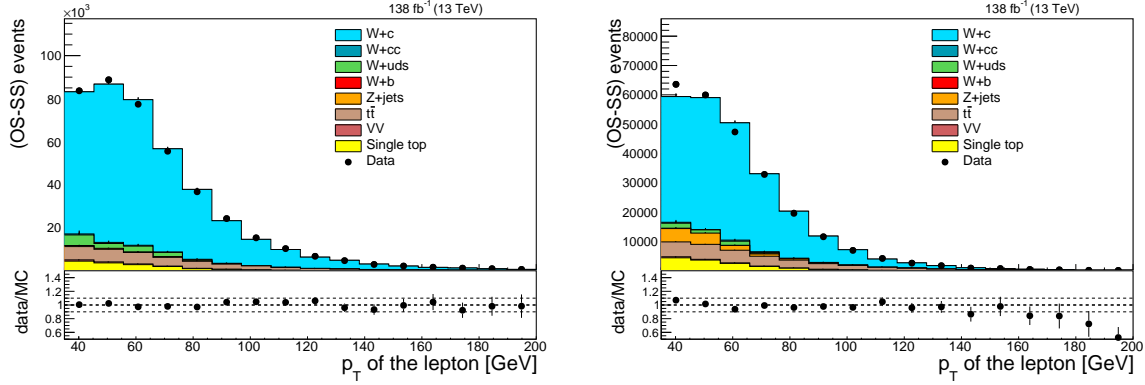 ×10³ 138 fb⁻¹ (13 TeV)
(OS-SS) events
100
80
60
40
20
W+c
W+cc
W+uds
W+b
Z+jets
tt̄
VV
Single top
Data
data/MC
1.4
1.2
1.0
0.8
0.6
40 60 80 100 120 140 160 180 200
p_T of the lepton [GeV]
138 fb⁻¹ (13 TeV)
(OS-SS) events
80000
70000
60000
50000
40000
30000
20000
10000
W+c
W+cc
W+uds
W+b
Z+jets
tt̄
VV
Single top
Data
data/MC
1.4
1.2
1.0
0.8
0.6
40 60 80 100 120 140 160 180 200
p_T of the lepton [GeV]